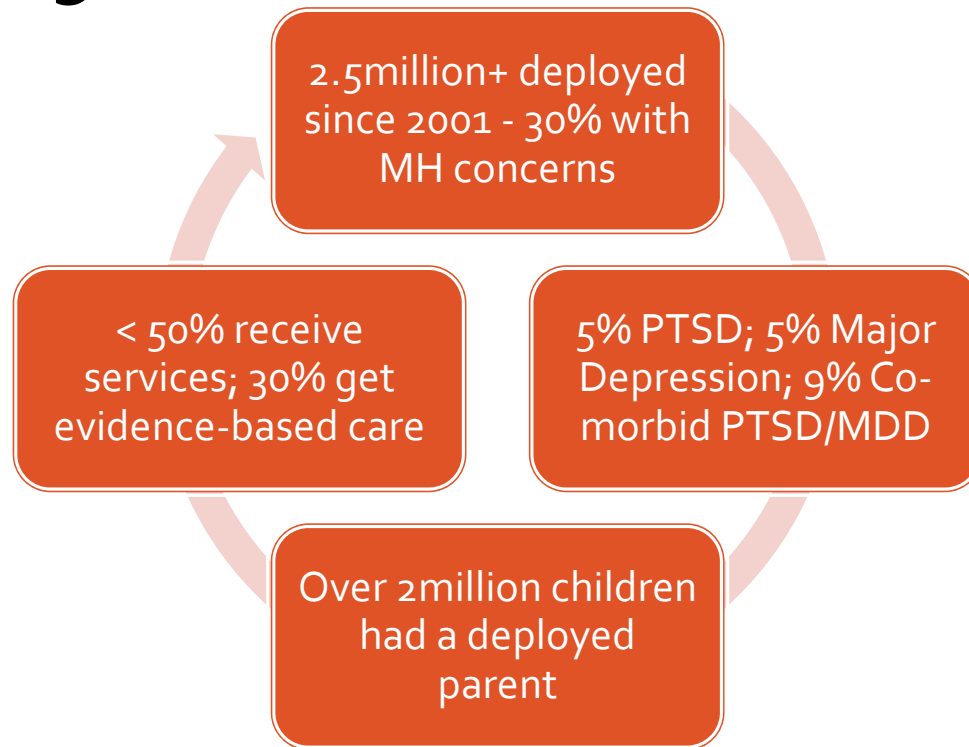 2.5million+ deployed
since 2001 - 30% with
MH concerns
5% PTSD; 5% Major
Depression; 9% Co-
morbid PTSD/MDD
Over 2million children
had a deployed
parent
< 50% receive
services; 30% get
evidence-based care